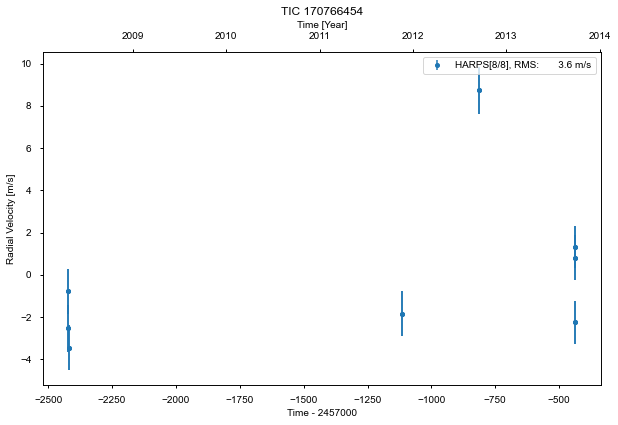 TIC 170766454
Time [Year]
2009 2010 2011 2012 2013 2014
HARPS[8/8], RMS: 3.6 m/s
Radial Velocity [m/s]
10
8
6
4
2
0
−2
−4
−2500 −2250 −2000 −1750 −1500 −1250 −1000 −750 −500
Time - 2457000